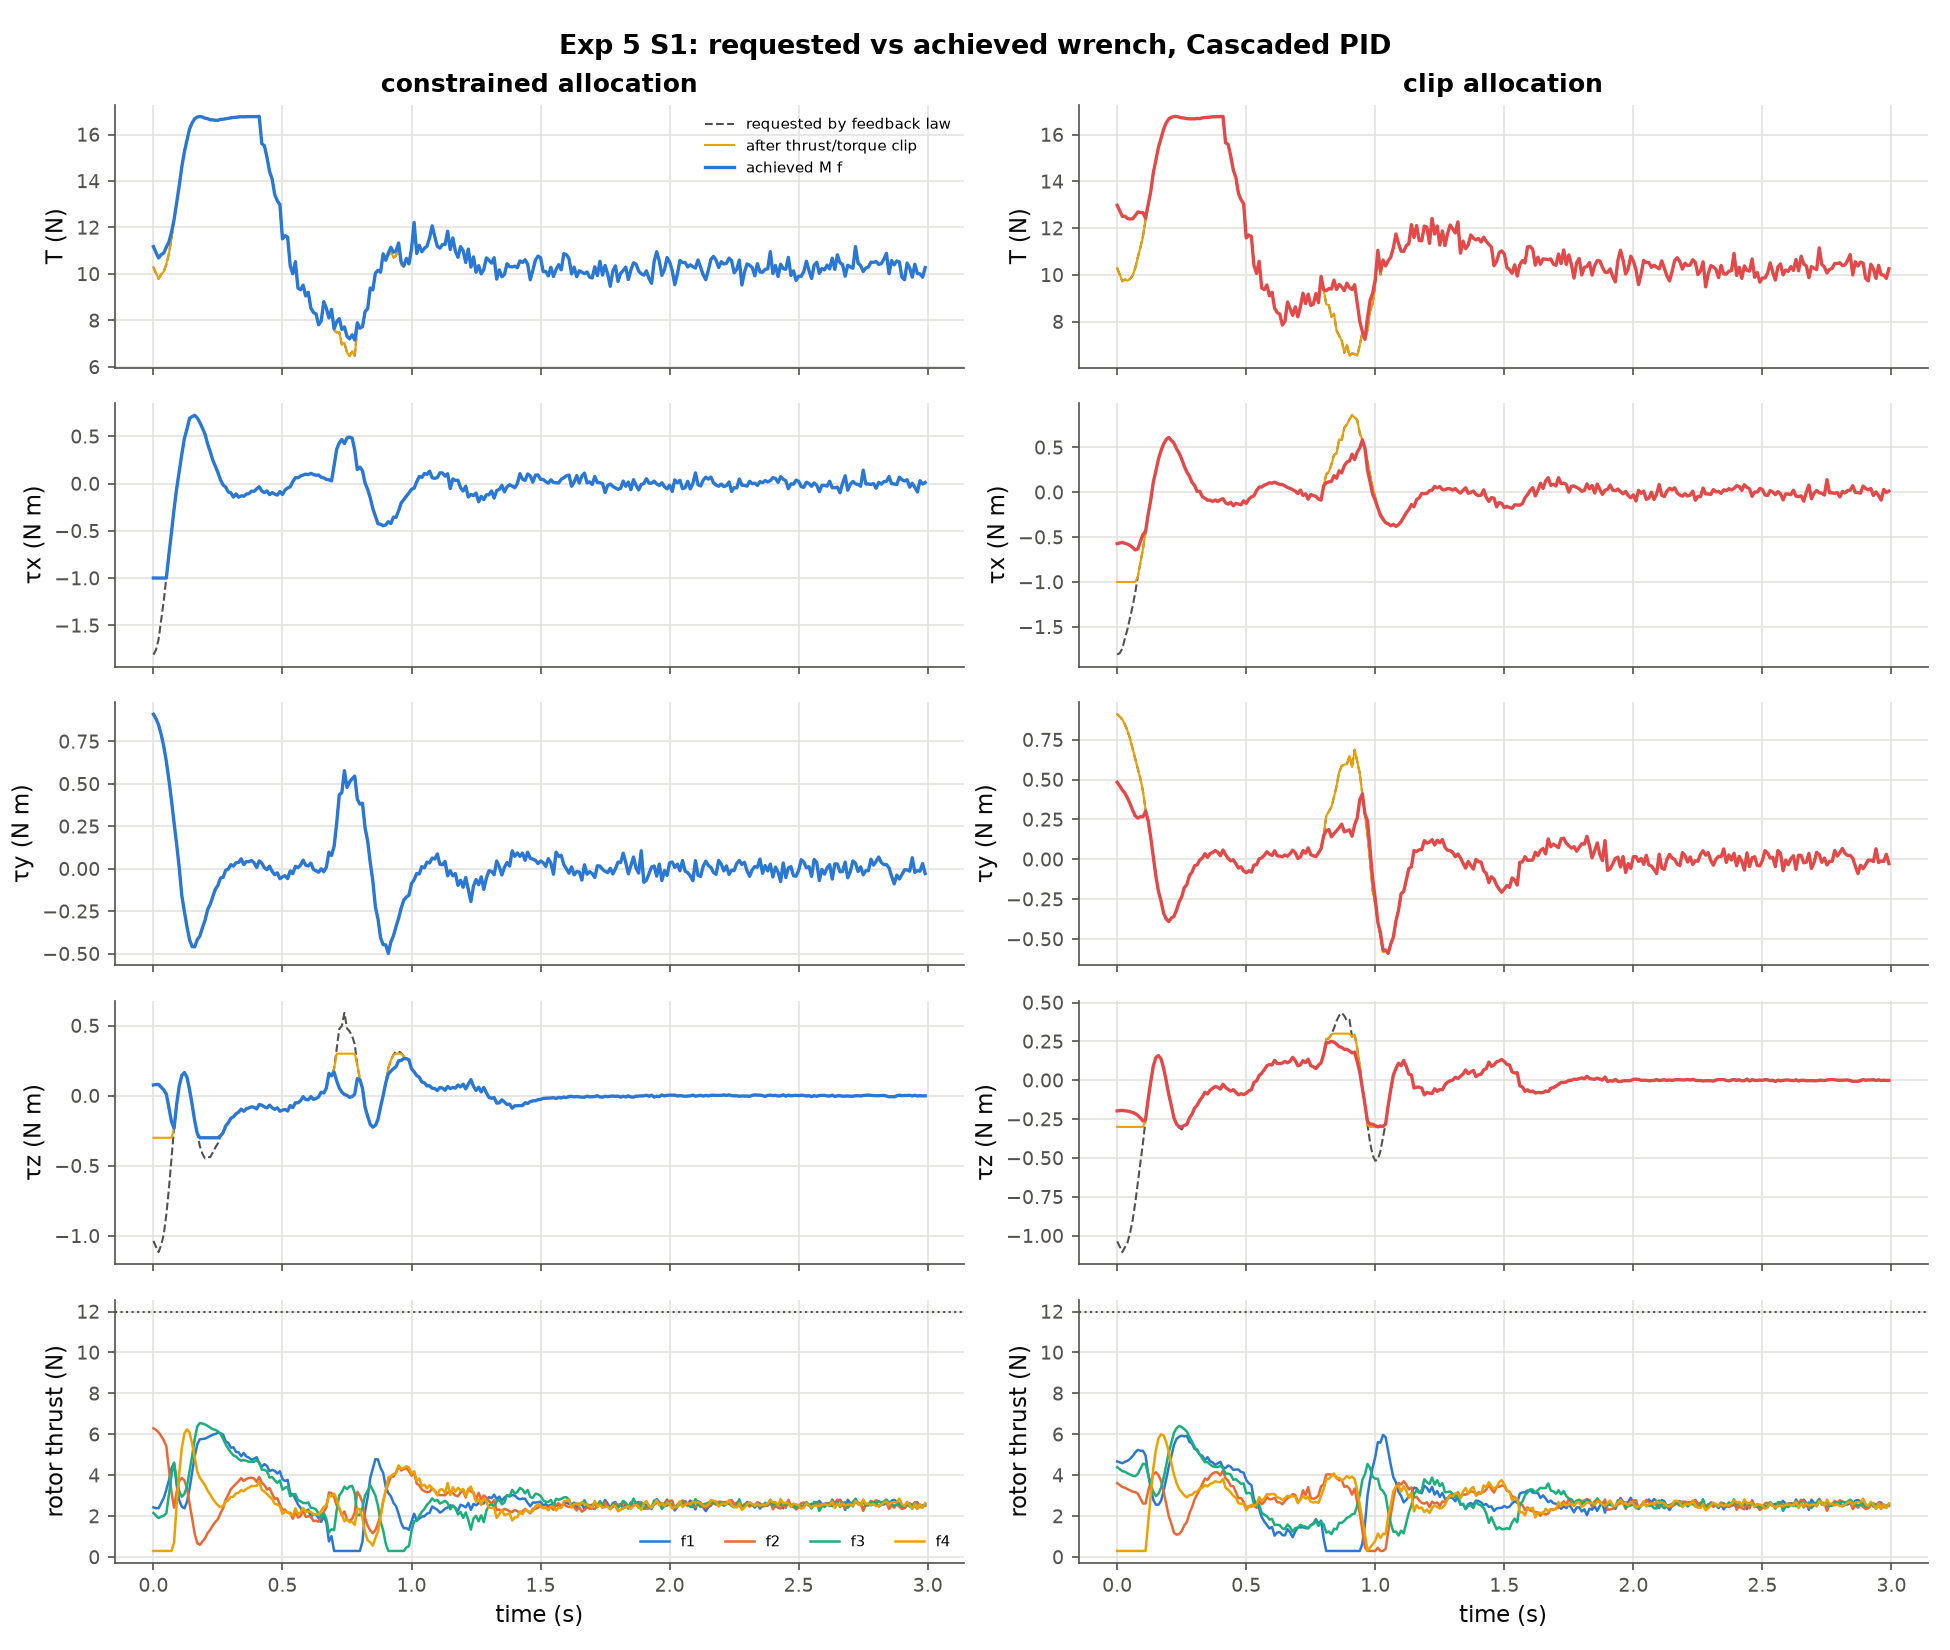 Exp 5 S1: requested vs achieved wrench, Cascaded PID
constrained allocation
clip allocation
requested by feedback law
after thrust/torque clip
achieved M f
T (N)
16
14
12
10
8
6
T (N)
16
14
12
10
8
τx (N m)
0.5
0.0
−0.5
−1.0
−1.5
τx (N m)
0.5
0.0
−0.5
−1.0
−1.5
τy (N m)
0.75
0.50
0.25
0.00
−0.25
−0.50
τy (N m)
0.75
0.50
0.25
0.00
−0.25
−0.50
τz (N m)
0.5
0.0
−0.5
−1.0
τz (N m)
0.50
0.25
0.00
−0.25
−0.50
−0.75
−1.00
rotor thrust (N)
12
10
8
6
4
2
0
f1 f2 f3 f4
0.0 0.5 1.0 1.5 2.0 2.5 3.0
time (s)
rotor thrust (N)
12
10
8
6
4
2
0
0.0 0.5 1.0 1.5 2.0 2.5 3.0
time (s)